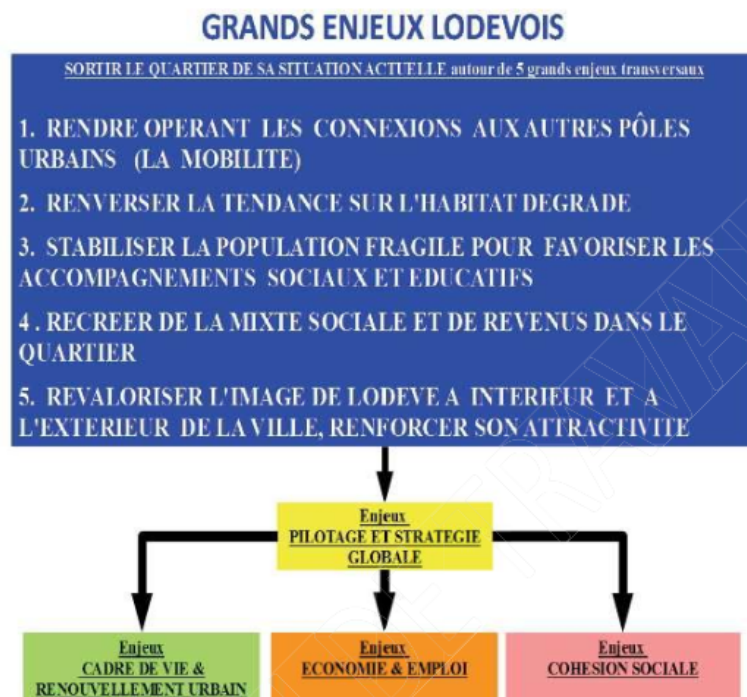 GRANDS ENJEUX LODEVOIS
SORTIR LE QUARTIER DE SA SITUATION ACTUELLE autour de 5 grands enjeux transversaux
1. RENDRE OPERANT LES CONNEXIONS AUX AUTRES PÔLES
URBAINS (LA MOBILITE)
2. RENVERSER LA TENDANCE SUR L'HABITAT DEGRADE
3. STABILISER LA POPULATION FRAGILE POUR FAVORISER LES
ACCOMPAGNEMENTS SOCIAUX ET EDUCATIFS
4 . RECREER DE LA MIXTE SOCIALE ET DE REVENUS DANS LE
QUARTIER
5. REVALORISER L'IMAGE DE LODEVE A INTERIEUR ET A
L'EXTERIEUR DE LA VILLE, RENFORCER SON ATTRACTIVITE
Enjeux
PILOTAGE ET STRATEGIE
GLOBALE
Enjeux
CADRE DE VIE &
RENOUVELLEMENT URBAIN
Enjeux
ECONOMIE & EMPLOI
Enjeux
COHESION SOCIALE
DE TRAVAI